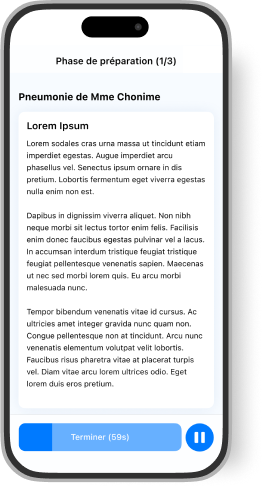 Phase de préparation (1/3)
Pneumonie de Mme Chonime
Lorem Ipsum
Lorem sodales cras urna massa ut tincidunt etiam
imperdiet egestas. Augue imperdiet arcu
phasellus vel. Senectus ipsum ornare in dis
pretium. Lobortis fermentum eget viverra egestas
nulla enim non est.
Dapibus in dignissim viverra aliquet. Non nibh
neque morbi sit lectus tortor enim felis. Facilisis
enim donec faucibus egestas pulvinar vel a lacus.
In accumsan interdum tristique feugiat tristique
feugiat pellentesque venenatis sapien. Maecenas
ut nec sed morbi lorem quis. Eu arcu morbi
malesuada nunc.
Tempor bibendum venenatis vitae id cursus. Ac
ultricies amet integer gravida nunc quam non.
Congue pellentesque non at tincidunt. Arcu nunc
venenatis elementum volutpat velit lobortis.
Faucibus risus pharetra vitae at placerat turpis
vel. Diam vitae arcu lorem ultrices odio. Eget
lorem duis eros pretium.
Terminer (59s)